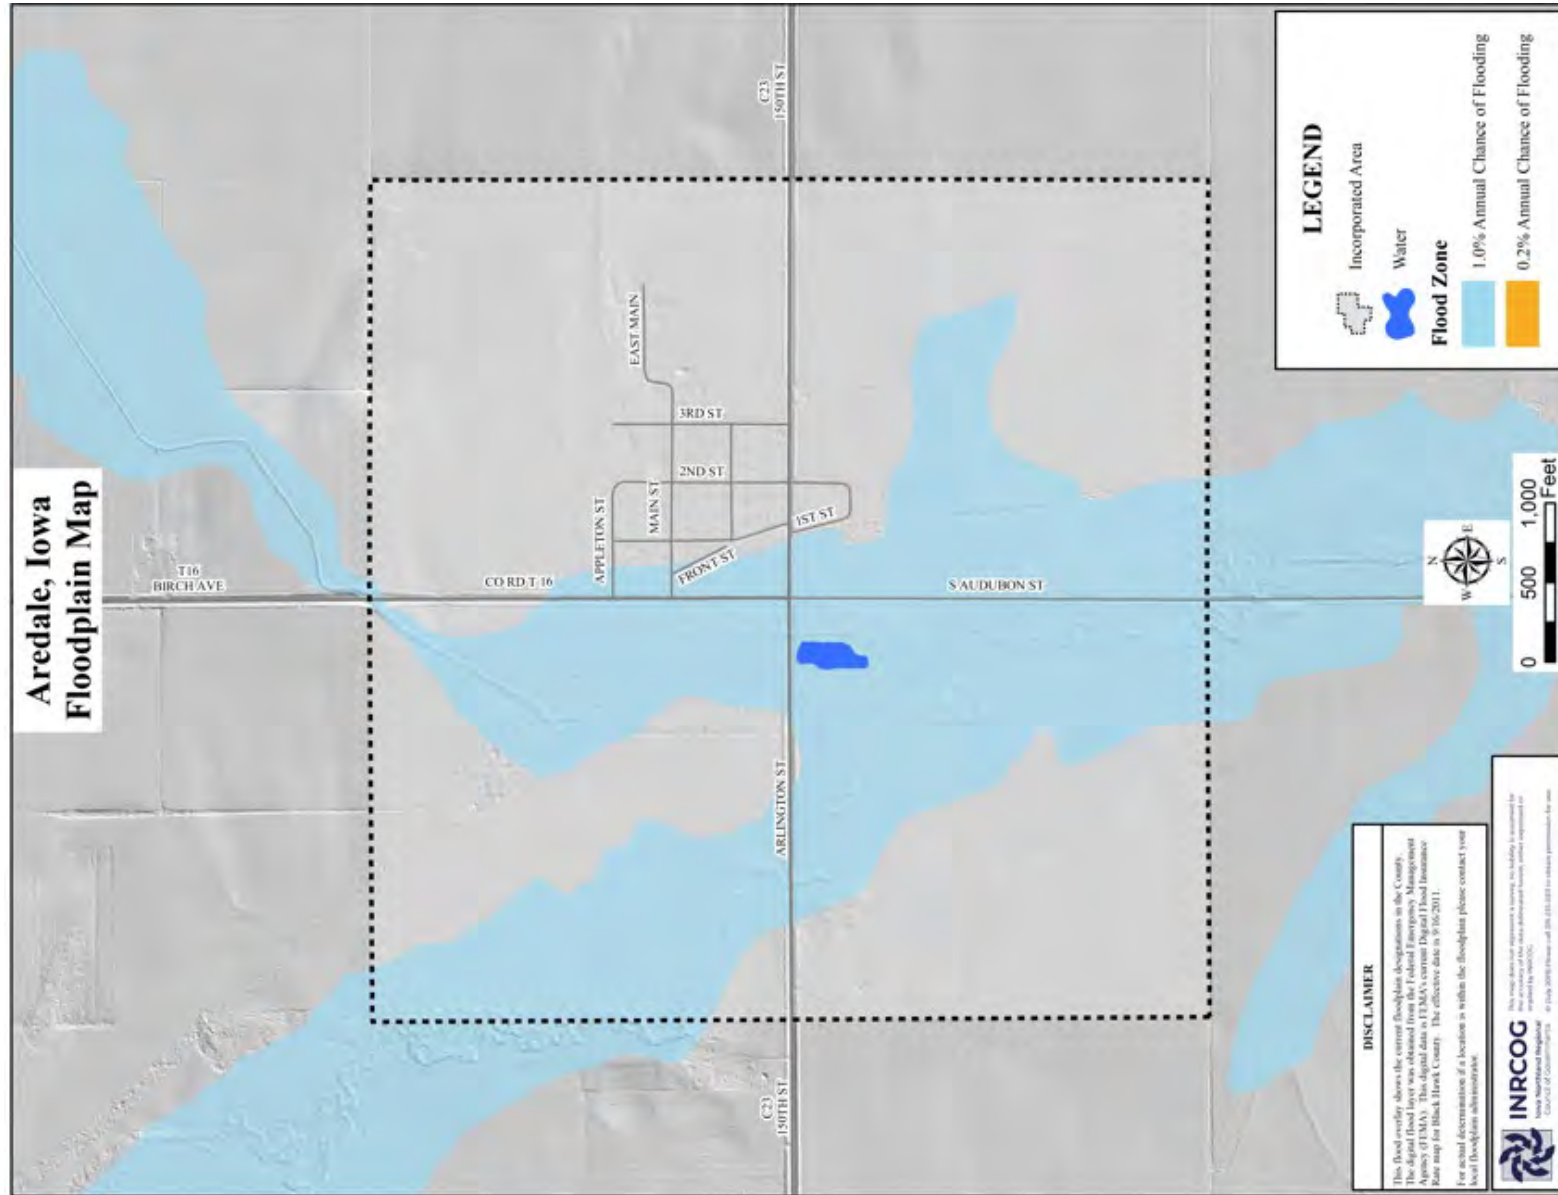 Aredale, Iowa
Floodplain Map
T16
BIRCH AVE
CO RD T 16
APPLETON ST
MAIN ST
EAST MAIN
3RD ST
2ND ST
FRONT ST
1ST ST
S AUDUBON ST
ARLINGTON ST
C23
150TH ST
C23
150TH ST
LEGEND
Incorporated Area
Water
Flood Zone
1.0% Annual Chance of Flooding
0.2% Annual Chance of Flooding
N
W
E
S
0
500
1,000
Feet
DISCLAIMER
This flood overlay shows the current floodplain designations in the County.
The digital flood layer was obtained from the Federal Emergency Management
Agency (FEMA). This digital data is FEMA's current Digital Flood Insurance
Rate map for Black Hawk County. The effective date is 9/16/2011.
For actual determination if a location is within the floodplain please contact your
local floodplain administrator.
INRCOG
Iowa Northland Regional
Council of Governments